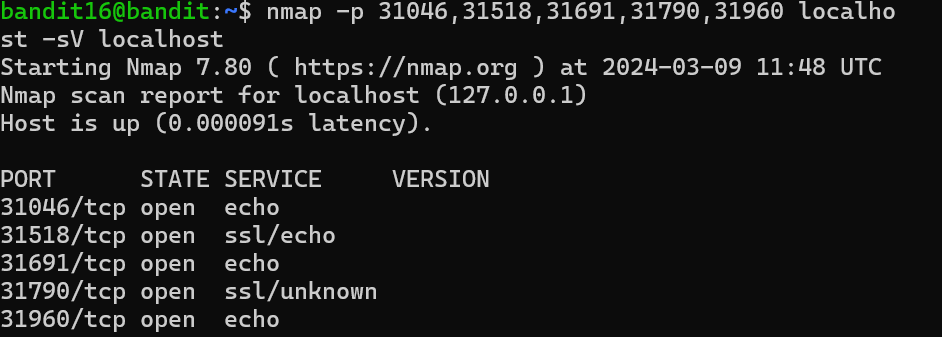 bandit16@bandit:~$ nmap -p 31046,31518,31691,31790,31960 localho
st -sV localhost
Starting Nmap 7.80 ( https://nmap.org ) at 2024-03-09 11:48 UTC
Nmap scan report for localhost (127.0.0.1)
Host is up (0.000091s latency).

PORT      STATE SERVICE     VERSION
31046/tcp open  echo
31518/tcp open  ssl/echo
31691/tcp open  echo
31790/tcp open  ssl/unknown
31960/tcp open  echo